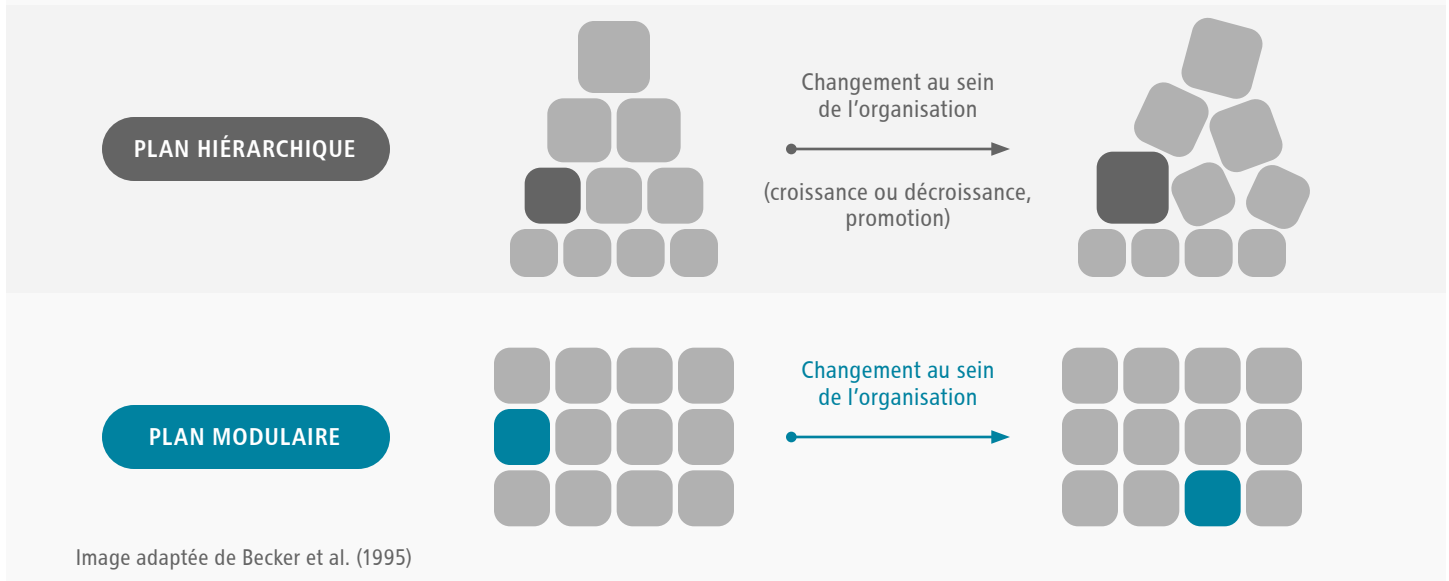 PLAN HIÉRARCHIQUE
Changement au sein
de l'organisation
(croissance ou décroissance,
promotion)
PLAN MODULAIRE
Changement au sein
de l'organisation
Image adaptée de Becker et al. (1995)